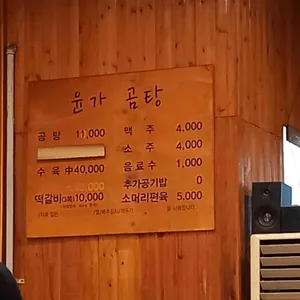 윤가 곰탕
곰탕 11,000
수육 中40,000
떡갈비(2쪽)10,000
맥주 4,000
소주 4,000
음료수 1,000
추가공기밥 0
소머리편육 5,000